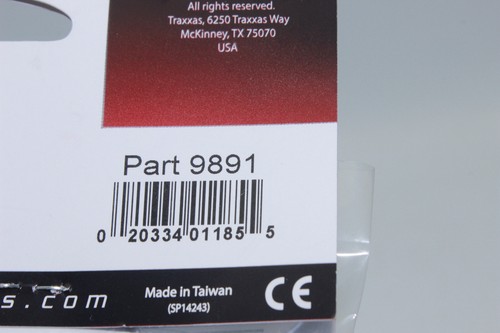 All rights reserved.
Traxxas, 6250 Traxxas Way
McKinney, TX 75070
USA
Part 9891
0 20334 01185 5
s.com
Made in Taiwan
(SP14243)
CE